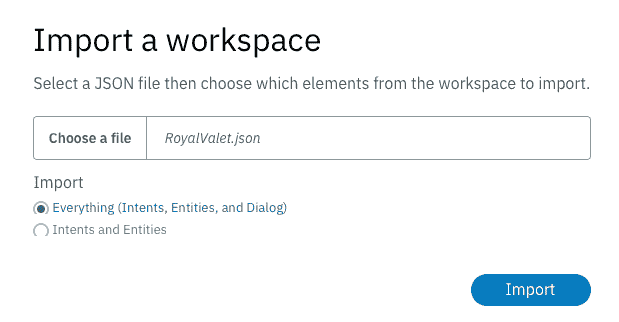 Import a workspace
Select a JSON file then choose which elements from the workspace to import.
Choose a file RoyalValet.json
Import
Everything (Intents, Entities, and Dialog)
Intents and Entities
Import